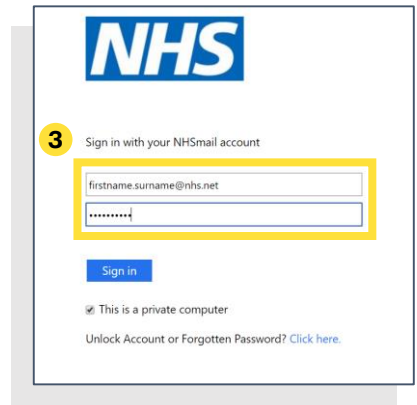 NHS
3
Sign in with your NHSmail account
firstname.surname@nhs.net
••••••••••
Sign in
This is a private computer
Unlock Account or Forgotten Password? Click here.